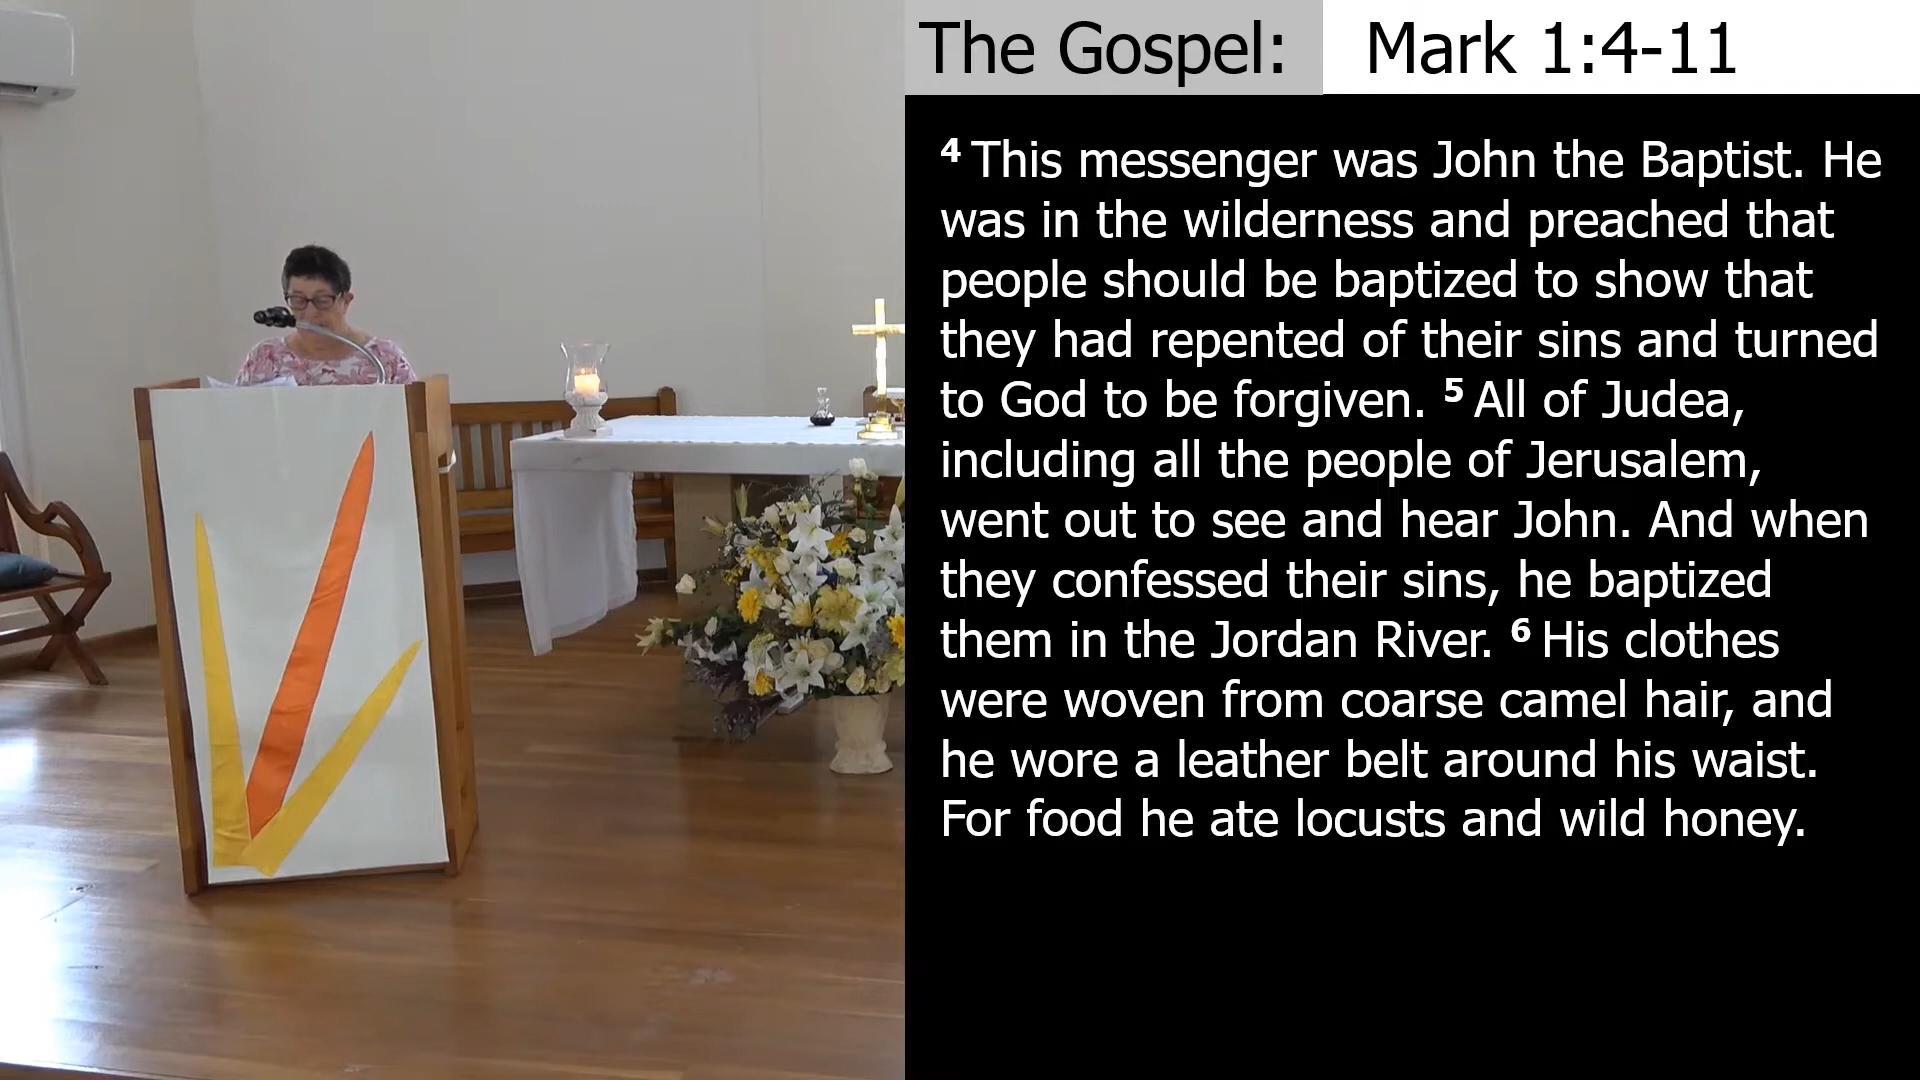 The Gospel: Mark 1:4-11
4 This messenger was John the Baptist. He
was in the wilderness and preached that
people should be baptized to show that
they had repented of their sins and turned
to God to be forgiven. 5 All of Judea,
including all the people of Jerusalem,
went out to see and hear John. And when
they confessed their sins, he baptized
them in the Jordan River. 6 His clothes
were woven from coarse camel hair, and
he wore a leather belt around his waist.
For food he ate locusts and wild honey.